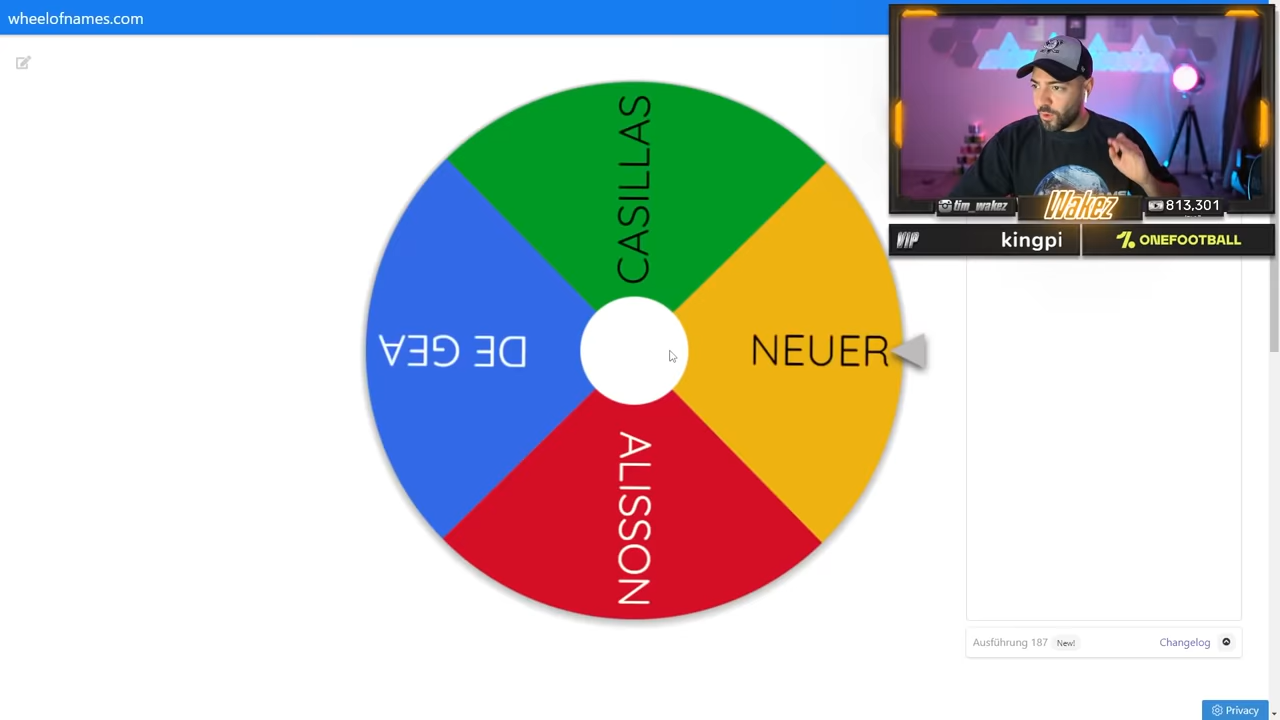 wheelofnames.com
CASILLAS
DE GEA
NEUER
ALISSON
tim_wakez
Wakez
813,301
VIP
kingpi
ONEFOOTBALL
Ausführung 187
New!
Changelog
Privacy